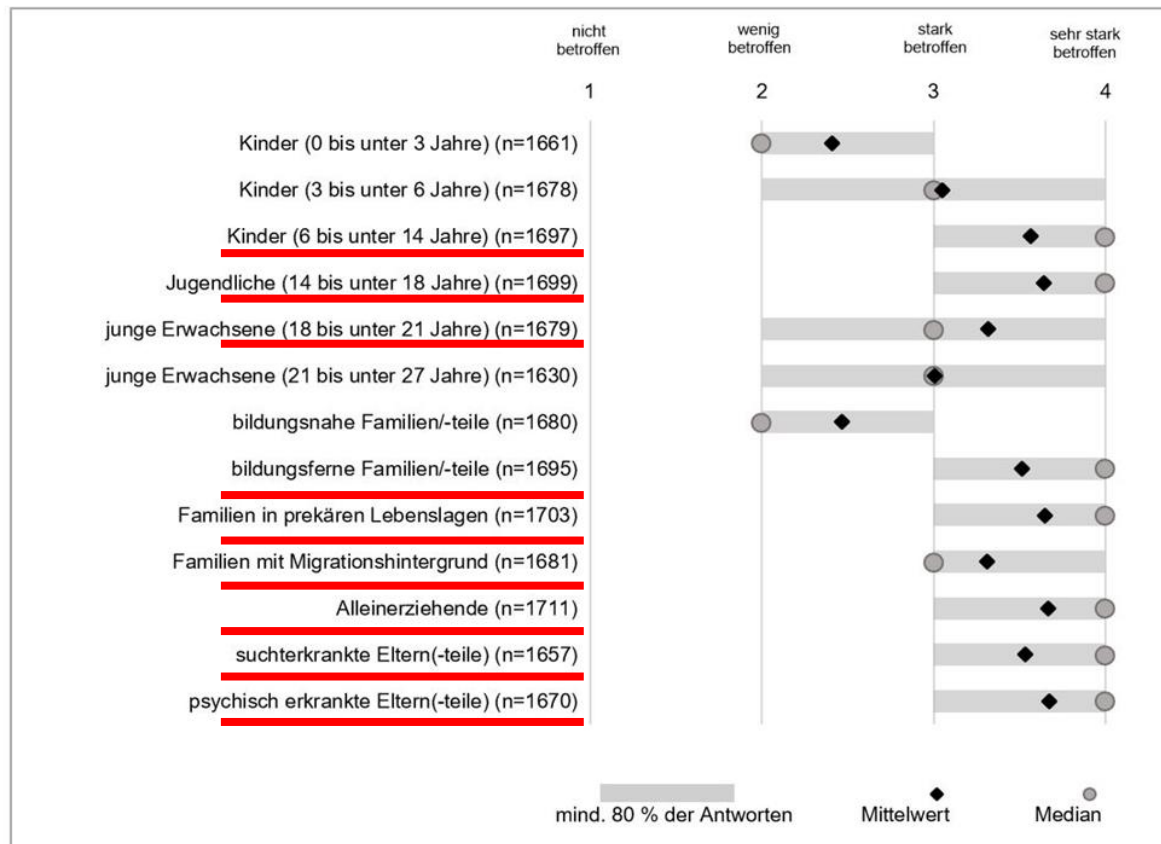 nicht
betroffen
wenig
betroffen
stark
betroffen
sehr stark
betroffen
1 2 3 4
Kinder (0 bis unter 3 Jahre) (n=1661)
Kinder (3 bis unter 6 Jahre) (n=1678)
Kinder (6 bis unter 14 Jahre) (n=1697)
Jugendliche (14 bis unter 18 Jahre) (n=1699)
junge Erwachsene (18 bis unter 21 Jahre) (n=1679)
junge Erwachsene (21 bis unter 27 Jahre) (n=1630)
bildungsnahe Familien/-teile (n=1680)
bildungsferne Familien/-teile (n=1695)
Familien in prekären Lebenslagen (n=1703)
Familien mit Migrationshintergrund (n=1681)
Alleinerziehende (n=1711)
suchterkrankte Eltern(-teile) (n=1657)
psychisch erkrankte Eltern(-teile) (n=1670)
mind. 80 % der Antworten Mittelwert Median